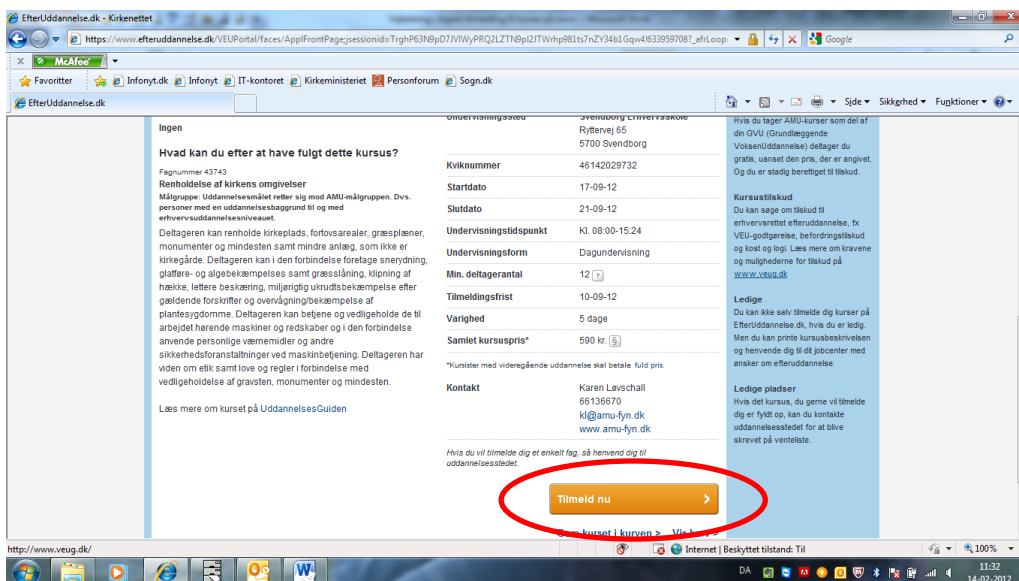 EfterUddannelse.dk - Kirkenettet
https://www.efteruddannelse.dk/VEUPortal/faces/ApplFrontPage;jsessionid=TrghP63N9pD7JVlWyPRQ2LZTN9pl2JTWrhp981ts7nZY34b1Gqw4!633959708?_afrLoop:
Google
X McAfee
Favoritter Infonyt.dk Infonyt IT-kontoret Kirkeministeriet Personforum Sogn.dk
EfterUddannelse.dk
Side Sikkerhed Funktioner
Ingen
Hvad kan du efter at have fulgt dette kursus?
Fagnummer 43743
Renholdelse af kirkens omgivelser
Målgruppe: Uddannelsesmålet retter sig mod AMU-målgruppen. Dvs.
personer med en uddannelsesbaggrund til og med
erhvervsuddannelsesniveauet.
Deltageren kan renholde kirkeplads, fortovsarealer, græsplæner,
monumenter og mindesten samt mindre anlæg, som ikke er
kirkegårde. Deltageren kan i den forbindelse foretage snerydning,
glatføre- og algebekæmpelses samt græsslåning, klipning af
hække, lettere beskæring, miljørigtig ukrudtsbekæmpelse efter
gældende forskrifter og overvågning/bekæmpelse af
plantesygdomme. Deltageren kan betjene og vedligeholde de til
arbejdet hørende maskiner og redskaber og i den forbindelse
anvende personlige værnemidler og andre
sikkerhedsforanstaltninger ved maskinbetjening. Deltageren har
viden om etik samt love og regler i forbindelse med
vedligeholdelse af gravsten, monumenter og mindesten.
Læs mere om kurset på UddannelsesGuiden
Undervisningssted Svendborg Erhvervsskole
Ryttervej 65
5700 Svendborg
Kviknummer 46142029732
Startdato 17-09-12
Slutdato 21-09-12
Undervisningstidspunkt Kl. 08:00-15:24
Undervisningsform Dagundervisning
Min. deltagerantal 12 ?
Tilmeldingsfrist 10-09-12
Varighed 5 dage
Samlet kursuspris* 590 kr. §
*Kursister med videregående uddannelse skal betale fuld pris.
Kontakt Karen Løvschall
66136670
kl@amu-fyn.dk
www.amu-fyn.dk
Hvis du vil tilmelde dig et enkelt fag, så henvend dig til
uddannelsesstedet.
Tilmeld nu >
kurset i kurven >
Hvis du tager AMU-kurser som del af
din GVU (Grundlæggende
VoksenUddannelse) deltager du
gratis, uanset den pris, der er angivet.
Og du er stadig berettiget til tilskud.
Kursustilskud
Du kan søge om tilskud til
erhvervsrettet efteruddannelse, fx
VEU-godtgørelse, befordringstilskud
og kost og logi. Læs mere om kravene
og mulighederne for tilskud på
www.veug.dk
Ledige
Du kan ikke selv tilmelde dig kurser på
EfterUddannelse.dk, hvis du er ledig.
Men du kan printe kursusbeskrivelsen
og henvende dig til dit jobcenter med
ønsker om efteruddannelse.
Ledige pladser
Hvis det kursus, du gerne vil tilmelde
dig er fyldt op, kan du kontakte
uddannelsesstedet for at blive
skrevet på venteliste.
http://www.veug.dk/
Internet | Beskyttet tilstand: Til
100%
DA
11:32
14-02-2012